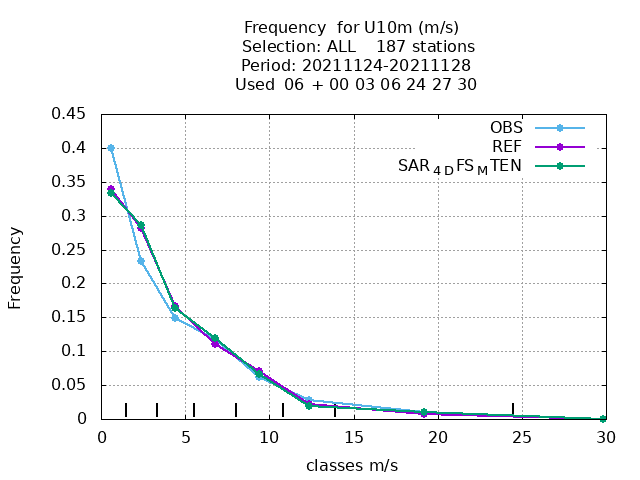 Frequency  for U10m (m/s)
Selection: ALL    187 stations
Period: 20211124-20211128
Used  06  + 00 03 06 24 27 30
OBS
REF
SAR₄ DFSMTEN
0.45
0.4
0.35
0.3
0.25
0.2
0.15
0.1
0.05
0
Frequency
0 5 10 15 20 25 30
classes m/s